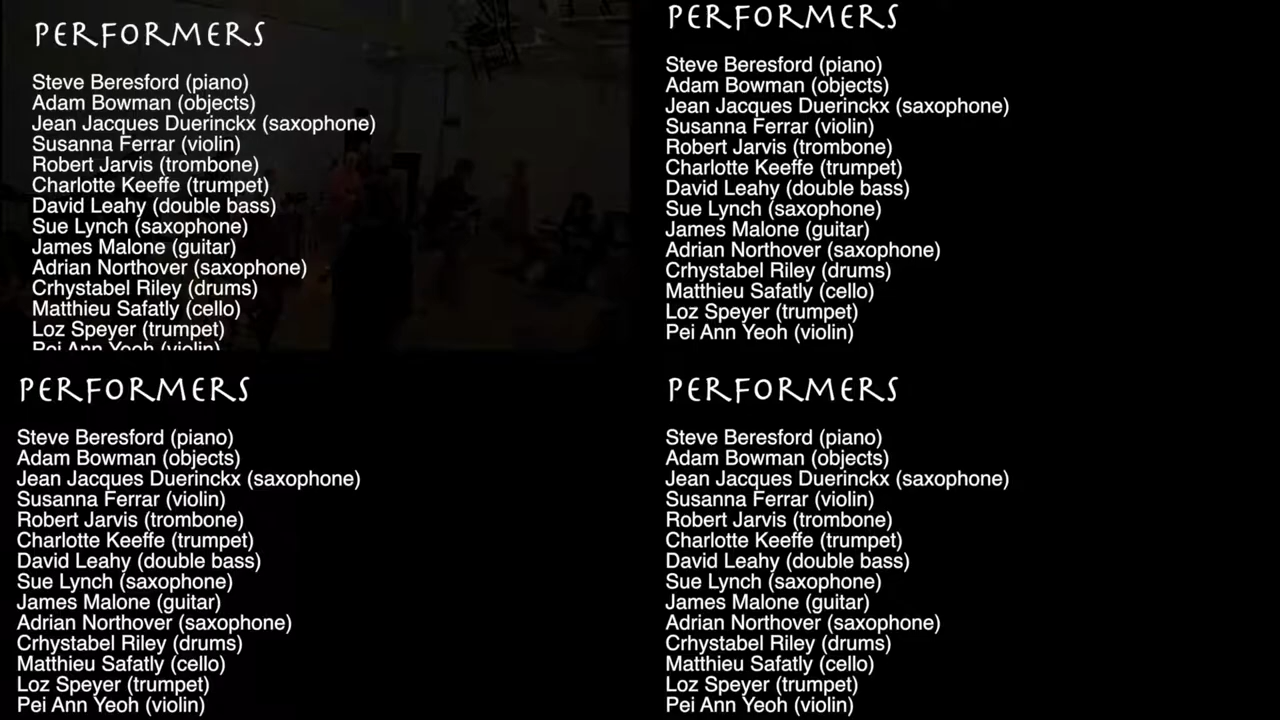 PERFORMERS
Steve Beresford (piano)
Adam Bowman (objects)
Jean Jacques Duerinckx (saxophone)
Susanna Ferrar (violin)
Robert Jarvis (trombone)
Charlotte Keeffe (trumpet)
David Leahy (double bass)
Sue Lynch (saxophone)
James Malone (guitar)
Adrian Northover (saxophone)
Crhystabel Riley (drums)
Matthieu Safatly (cello)
Loz Speyer (trumpet)
Pei Ann Yeoh (violin)
PERFORMERS
Steve Beresford (piano)
Adam Bowman (objects)
Jean Jacques Duerinckx (saxophone)
Susanna Ferrar (violin)
Robert Jarvis (trombone)
Charlotte Keeffe (trumpet)
David Leahy (double bass)
Sue Lynch (saxophone)
James Malone (guitar)
Adrian Northover (saxophone)
Crhystabel Riley (drums)
Matthieu Safatly (cello)
Loz Speyer (trumpet)
Pei Ann Yeoh (violin)
PERFORMERS
Steve Beresford (piano)
Adam Bowman (objects)
Jean Jacques Duerinckx (saxophone)
Susanna Ferrar (violin)
Robert Jarvis (trombone)
Charlotte Keeffe (trumpet)
David Leahy (double bass)
Sue Lynch (saxophone)
James Malone (guitar)
Adrian Northover (saxophone)
Crhystabel Riley (drums)
Matthieu Safatly (cello)
Loz Speyer (trumpet)
Pei Ann Yeoh (violin)
PERFORMERS
Steve Beresford (piano)
Adam Bowman (objects)
Jean Jacques Duerinckx (saxophone)
Susanna Ferrar (violin)
Robert Jarvis (trombone)
Charlotte Keeffe (trumpet)
David Leahy (double bass)
Sue Lynch (saxophone)
James Malone (guitar)
Adrian Northover (saxophone)
Crhystabel Riley (drums)
Matthieu Safatly (cello)
Loz Speyer (trumpet)
Pei Ann Yeoh (violin)